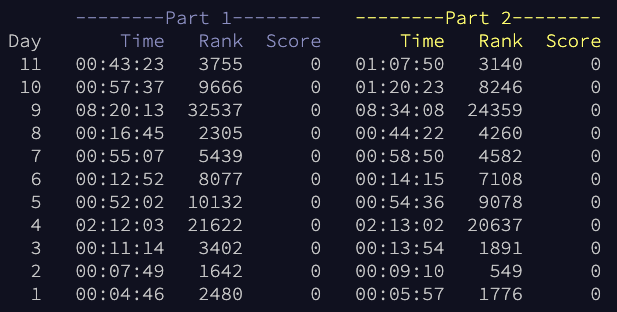 --------Part 1-------- --------Part 2--------
Day Time Rank Score Time Rank Score
11 00:43:23 3755 0 01:07:50 3140 0
10 00:57:37 9666 0 01:20:23 8246 0
9 08:20:13 32537 0 08:34:08 24359 0
8 00:16:45 2305 0 00:44:22 4260 0
7 00:55:07 5439 0 00:58:50 4582 0
6 00:12:52 8077 0 00:14:15 7108 0
5 00:52:02 10132 0 00:54:36 9078 0
4 02:12:03 21622 0 02:13:02 20637 0
3 00:11:14 3402 0 00:13:54 1891 0
2 00:07:49 1642 0 00:09:10 549 0
1 00:04:46 2480 0 00:05:57 1776 0